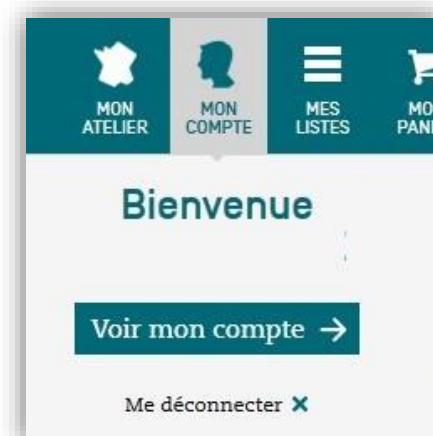 MON
ATELIER
MON
COMPTE
MES
LISTES
Bienvenue
Voir mon compte →
Me déconnecter ×